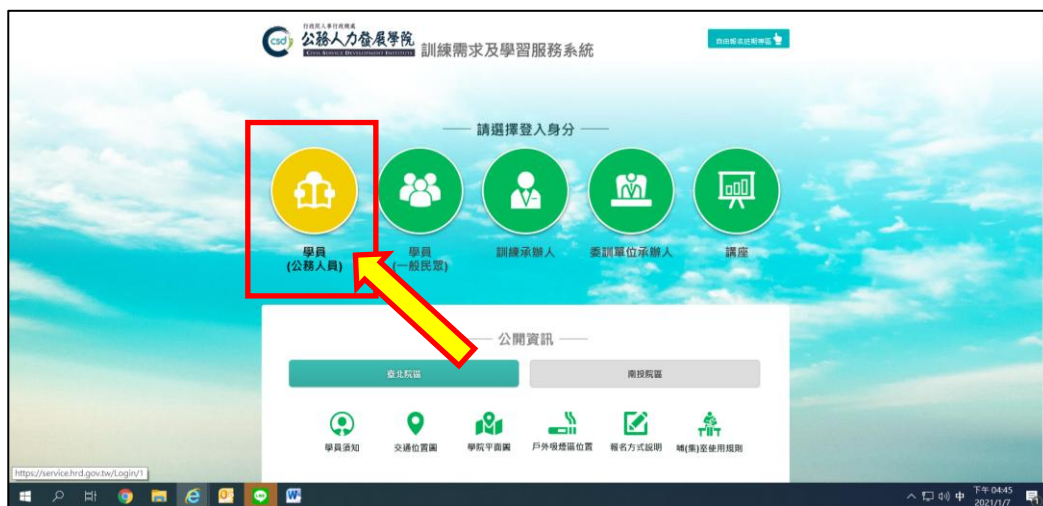 行政院人事行政總處
公務人力發展學院
CIVIL SERVICE DEVELOPMENT INSTITUTE
csdi
訓練需求及學習服務系統
自由報名班期專區
請選擇登入身分
學員
(公務人員)
學員
(一般民眾)
訓練承辦人
委訓單位承辦人
講座
公開資訊
臺北院區
南投院區
學員須知
交通位置圖
學院平面圖
戶外吸煙區位置
報名方式說明
哺(集)乳室使用規則
https://service.hrd.gov.tw/Login/1
中
下午 04:45
2021/1/7